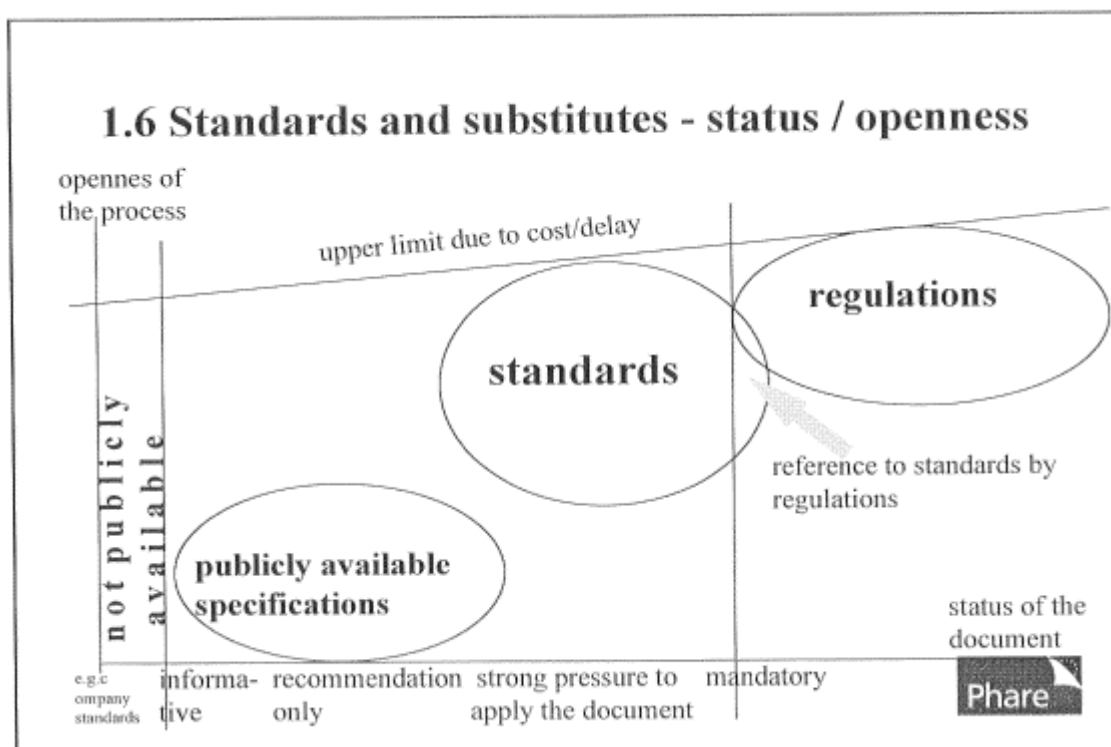 1.6 Standards and substitutes - status / openness
opennes of
the process
upper limit due to cost/delay
regulations
standards
not publicly
available
reference to standards by
regulations
publicly available
specifications
status of the
document
e.g.c
ompany
standards
informa-
tive
recommendation
only
strong pressure to
apply the document
mandatory
Phare